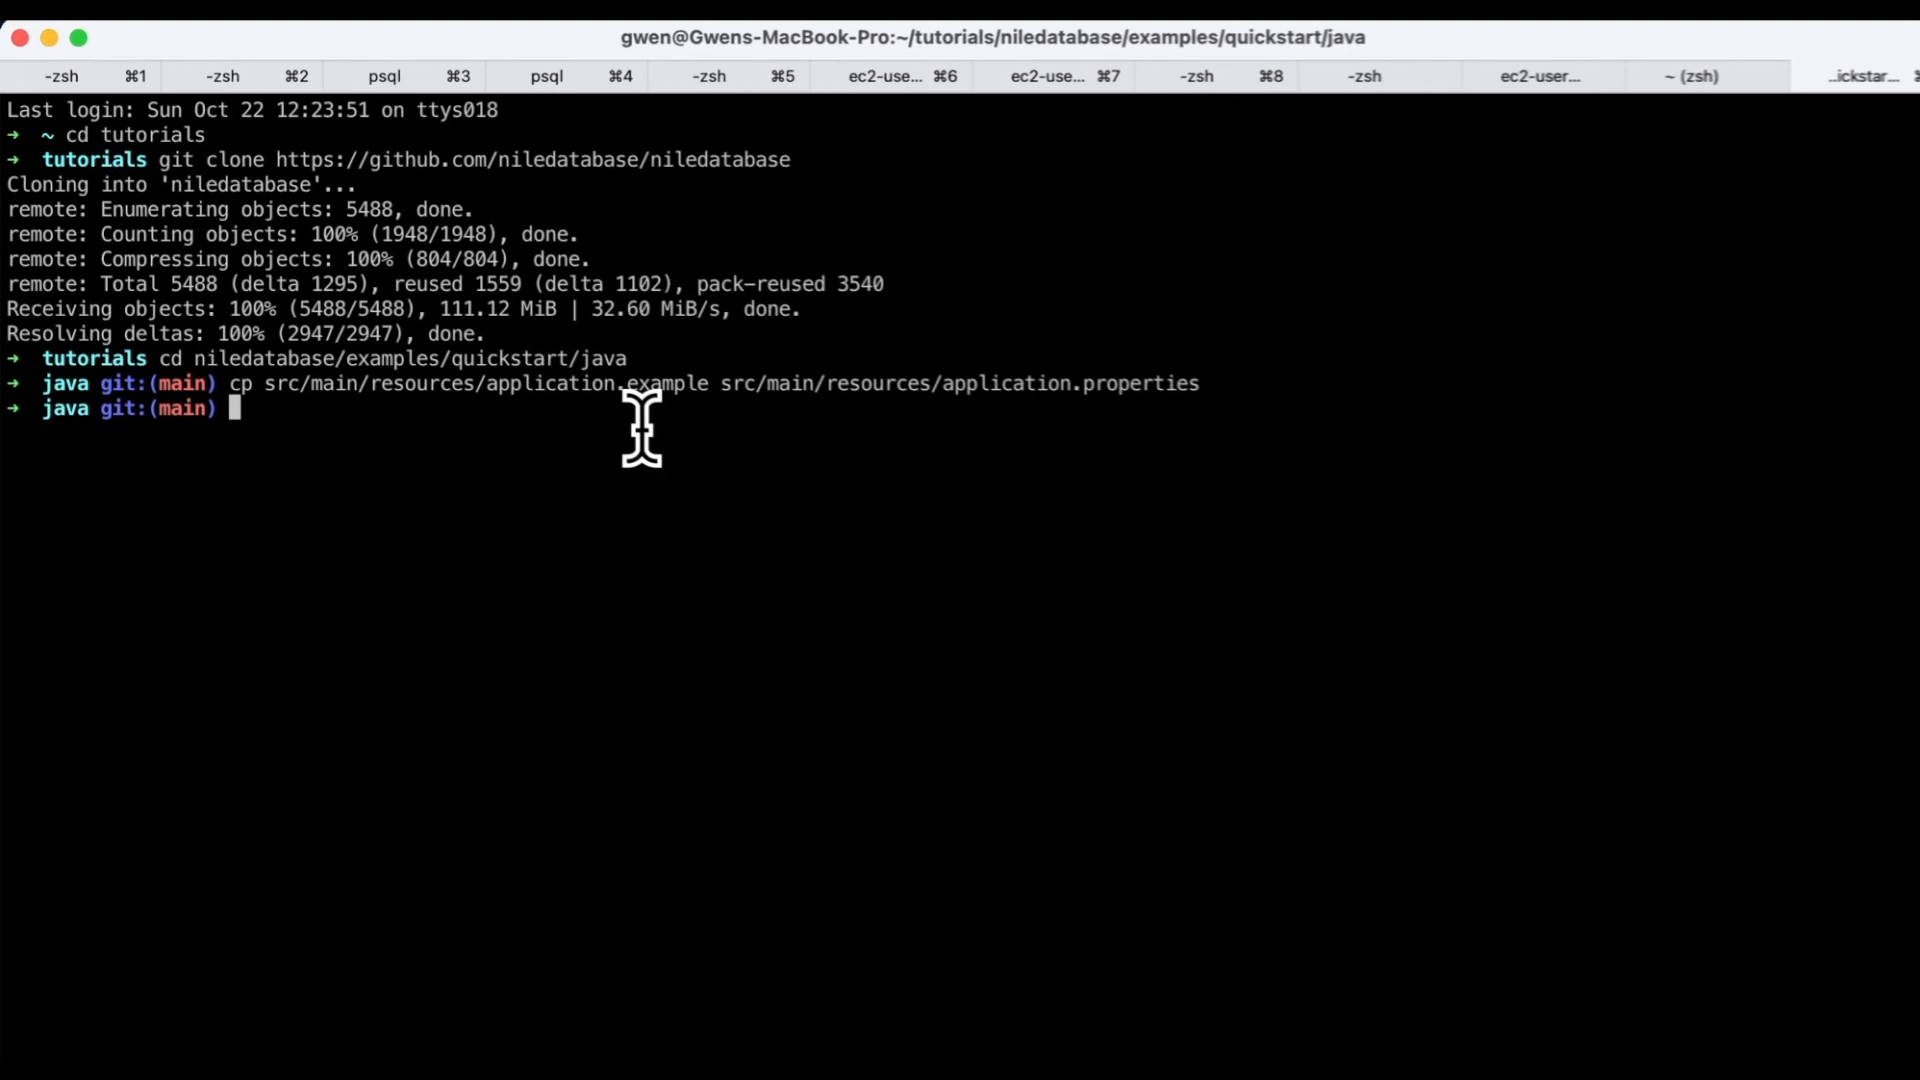 gwen@Gwens-MacBook-Pro:~/tutorials/niledatabase/examples/quickstart/java
-zsh ⌘1 -zsh ⌘2 psql ⌘3 psql ⌘4 -zsh ⌘5 ec2-use... ⌘6 ec2-use... ⌘7 -zsh ⌘8 -zsh ec2-user... ~ (zsh) ...ickstar... ⌘
Last login: Sun Oct 22 12:23:51 on ttys018
→ ~ cd tutorials
→ tutorials git clone https://github.com/niledatabase/niledatabase
Cloning into 'niledatabase'...
remote: Enumerating objects: 5488, done.
remote: Counting objects: 100% (1948/1948), done.
remote: Compressing objects: 100% (804/804), done.
remote: Total 5488 (delta 1295), reused 1559 (delta 1102), pack-reused 3540
Receiving objects: 100% (5488/5488), 111.12 MiB | 32.60 MiB/s, done.
Resolving deltas: 100% (2947/2947), done.
→ tutorials cd niledatabase/examples/quickstart/java
→ java git:(main) cp src/main/resources/application.example src/main/resources/application.properties
→ java git:(main)